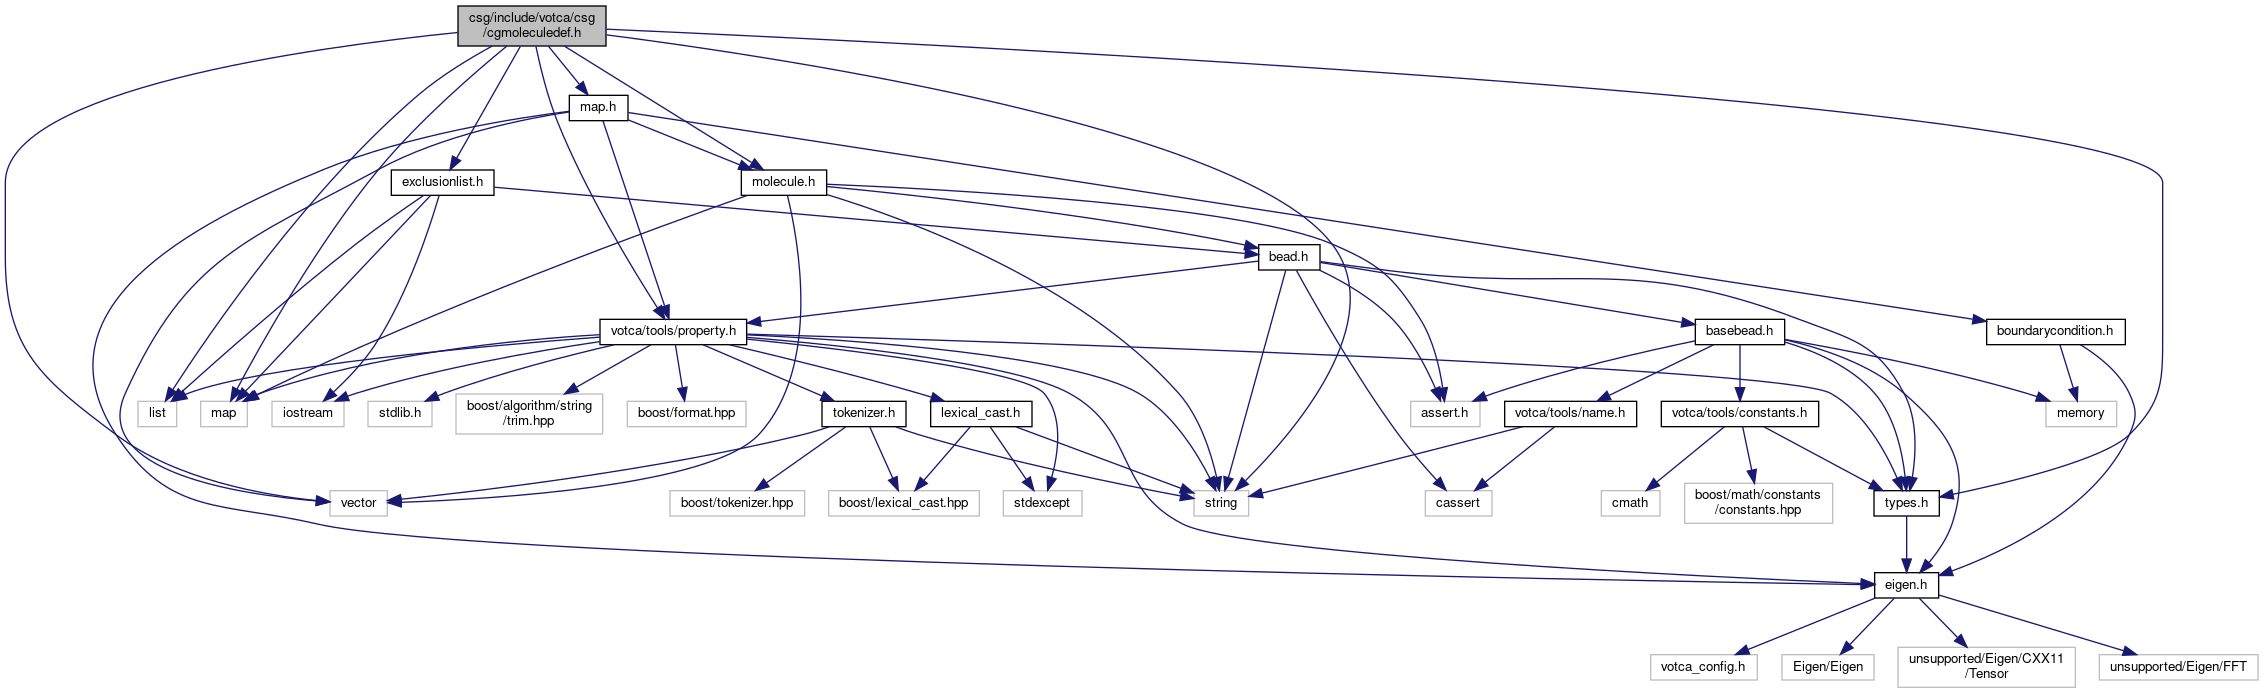 csg/include/votca/csg
/cgmoleculedef.h
map.h
exclusionlist.h
molecule.h
bead.h
votca/tools/property.h
basebead.h
boundarycondition.h
list
map
iostream
stdlib.h
boost/algorithm/string
/trim.hpp
boost/format.hpp
tokenizer.h
lexical_cast.h
assert.h
votca/tools/name.h
votca/tools/constants.h
memory
vector
boost/tokenizer.hpp
boost/lexical_cast.hpp
stdexcept
string
cassert
cmath
boost/math/constants
/constants.hpp
types.h
eigen.h
votca_config.h
Eigen/Eigen
unsupported/Eigen/CXX11
/Tensor
unsupported/Eigen/FFT